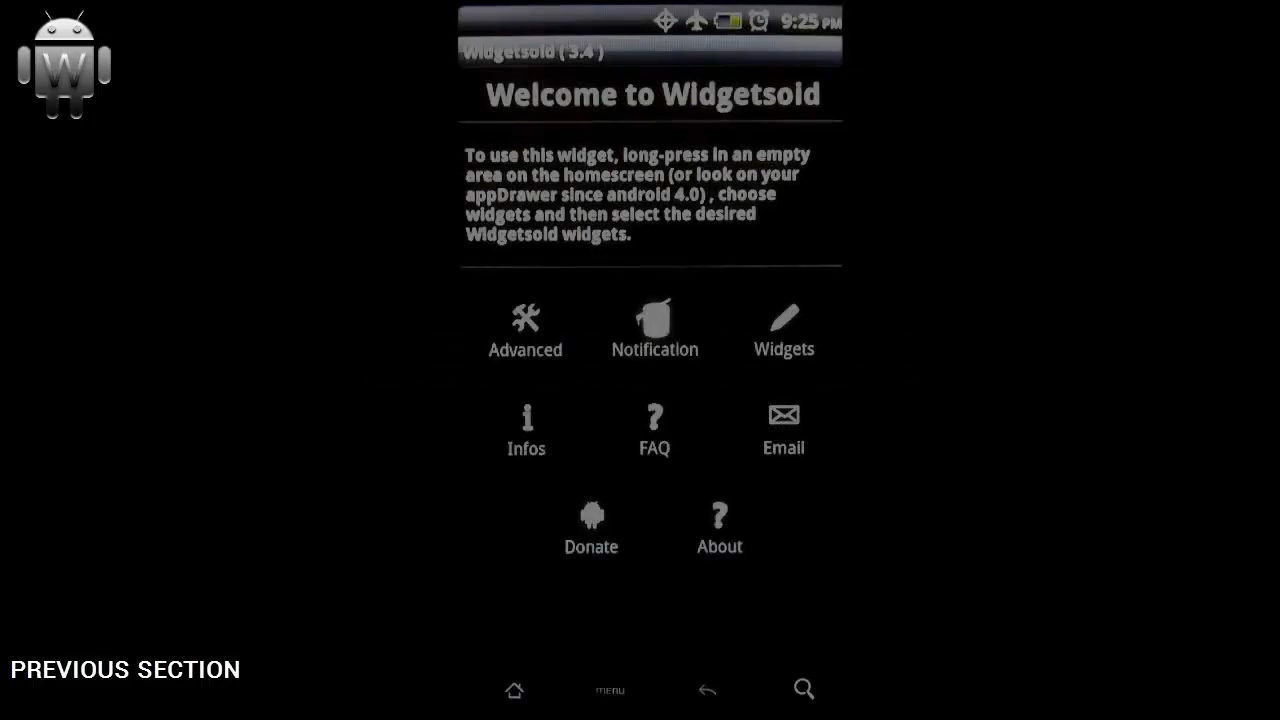 W
9:25 PM
Widgetsoid ( 3.4 )
Welcome to Widgetsoid
To use this widget, long-press in an empty
area on the homescreen (or look on your
appDrawer since android 4.0) , choose
widgets and then select the desired
Widgetsoid widgets.
Advanced Notification Widgets
Infos FAQ Email
Donate About
PREVIOUS SECTION
menu